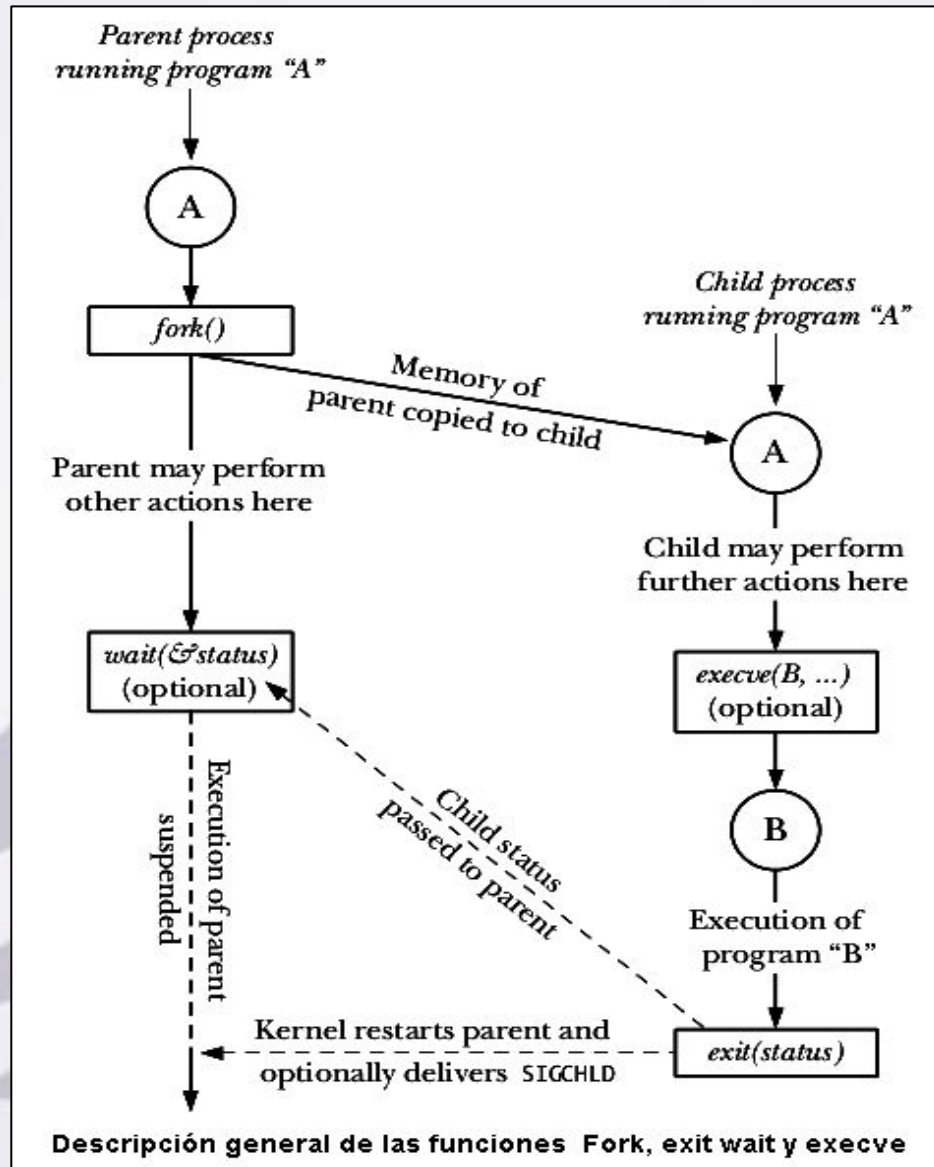 Parent process
running program “A”
A
fork()
Memory of
parent copied to child
Child process
running program “A”
A
Parent may perform
other actions here
Child may perform
further actions here
wait(&status)
(optional)
execve(B, ...)
(optional)
B
Execution of parent
suspended
Child status
passed to parent
Execution of
program “B”
Kernel restarts parent and
optionally delivers SIGCHLD
exit(status)
Descripción general de las funciones Fork, exit wait y execve